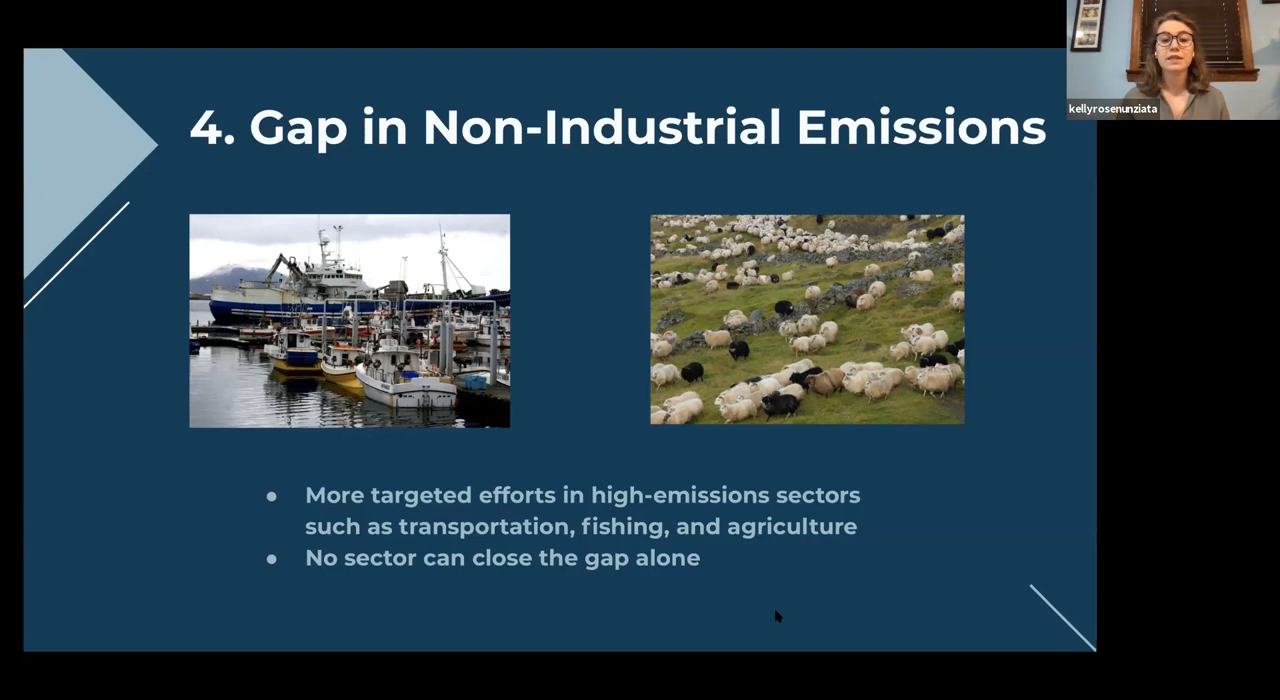 kellyrosenunziata
4. Gap in Non-Industrial Emissions
● More targeted efforts in high-emissions sectors
such as transportation, fishing, and agriculture
● No sector can close the gap alone